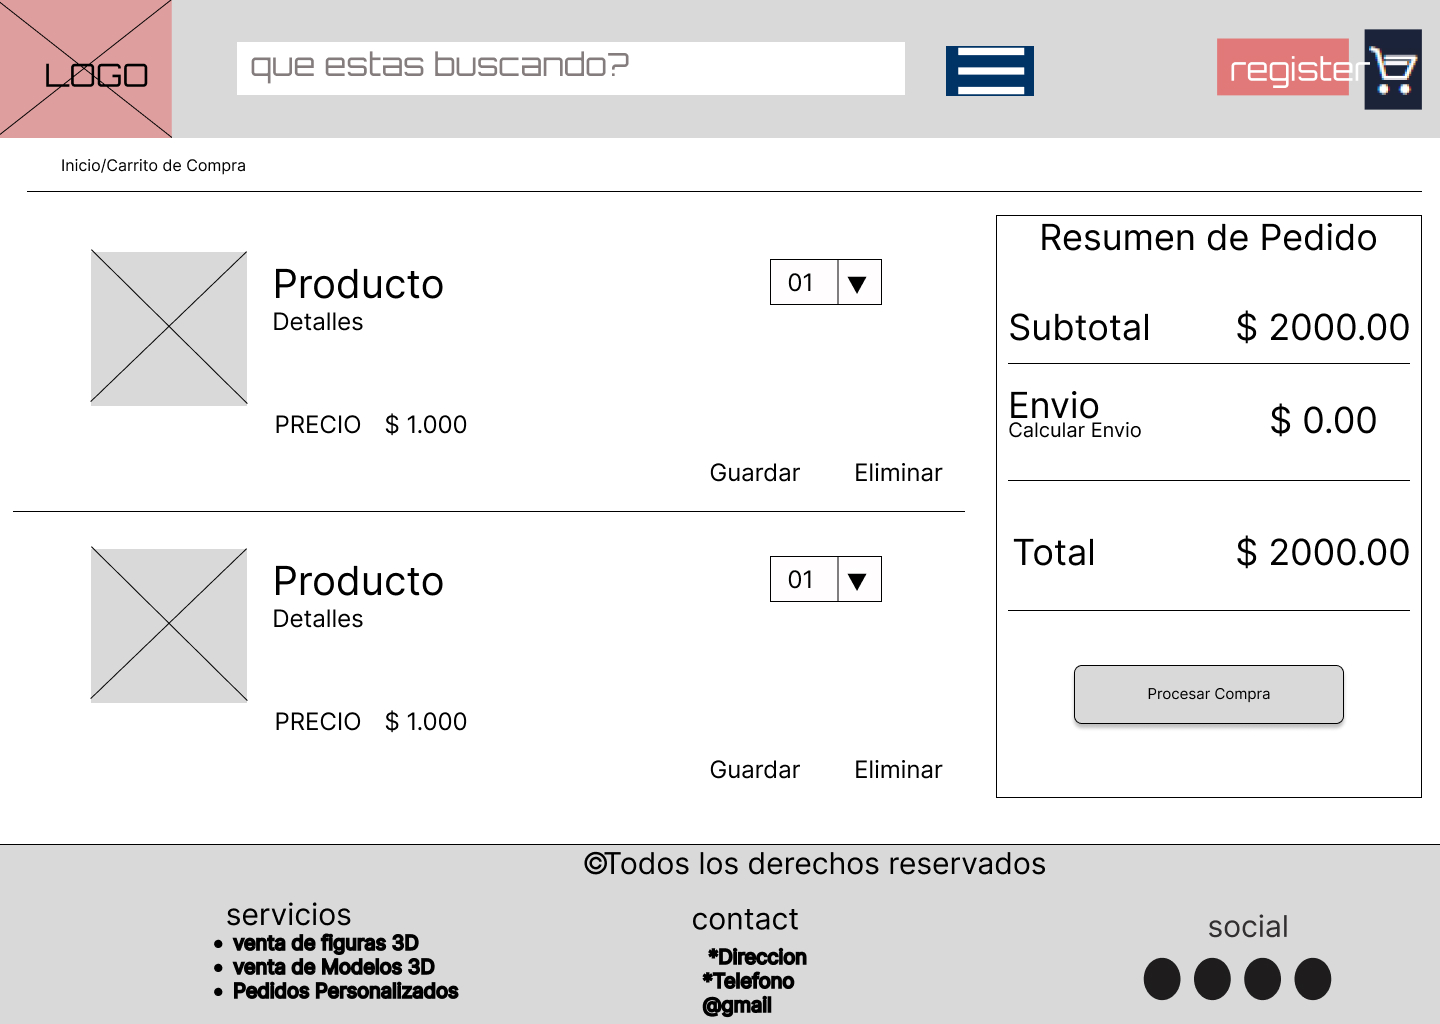 LOGO
que estas buscando?
register
Inicio/Carrito de Compra
Producto
Detalles
01 ▼
PRECIO $ 1.000
Guardar Eliminar
Producto
Detalles
01 ▼
PRECIO $ 1.000
Guardar Eliminar
Resumen de Pedido
Subtotal $ 2000.00
Envio
Calcular Envio
$ 0.00
Total $ 2000.00
Procesar Compra
©Todos los derechos reservados
servicios
• venta de figuras 3D
• venta de Modelos 3D
• Pedidos Personalizados
contact
*Direccion
*Telefono
@gmail
social